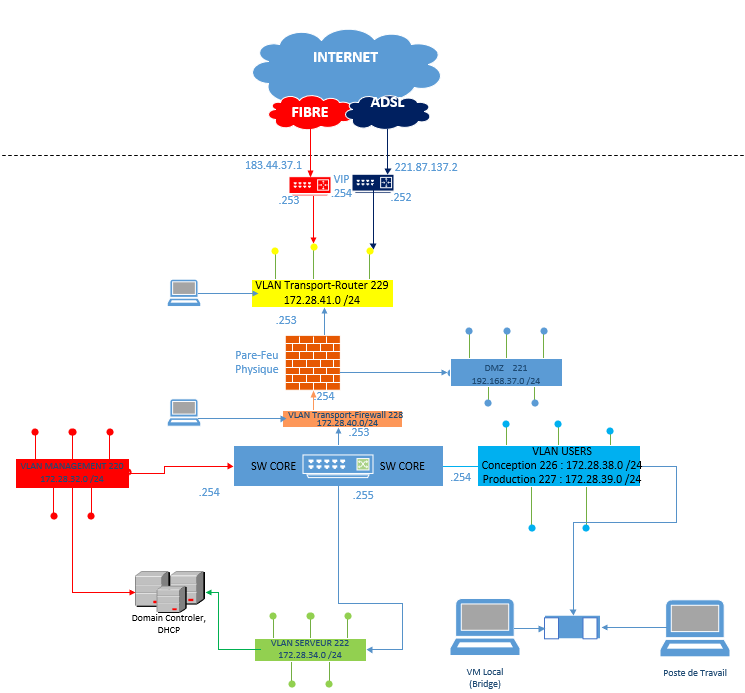 INTERNET
FIBRE
ADSL
183.44.37.1
221.87.137.2
VIP
.254
.253
.252
VLAN Transport-Router 229
172.28.41.0 /24
.253
Pare-Feu
Physique
DMZ 221
192.168.37.0 /24
.254
VLAN Transport-Firewall 228
172.28.40.0/24
.253
VLAN USERS
Conception 226 : 172.28.38.0 /24
Production 227 : 172.28.39.0 /24
SW CORE
SW CORE
VLAN MANAGEMENT
.254
.255
.254
Domain Controler,
DHCP
VLAN SERVEUR 222
172.28.34.0 /24
VM Local
(Bridge)
Poste de Travail